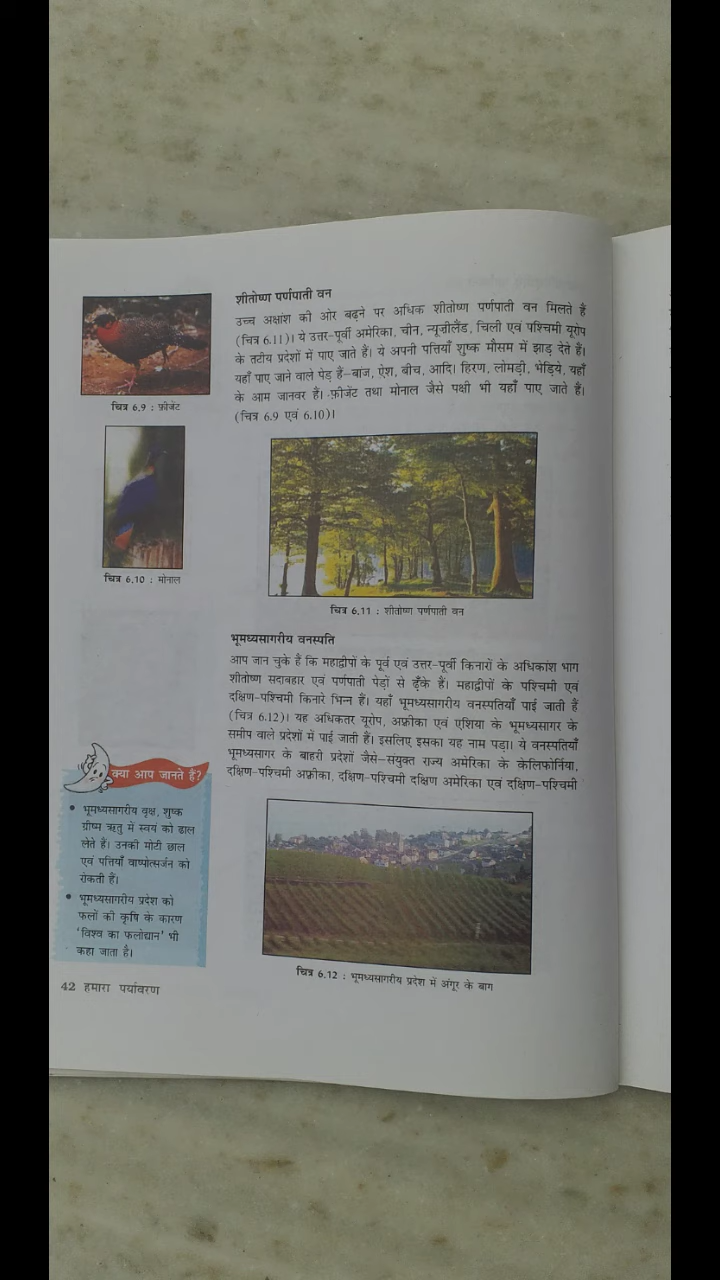 चित्र 6.9 : फ़ीजेंट
चित्र 6.10 : मोनाल
शीतोष्ण पर्णपाती वन
उच्च अक्षांश की ओर बढ़ने पर अधिक शीतोष्ण पर्णपाती वन मिलते हैं
(चित्र 6.11)। ये उत्तर-पूर्वी अमेरिका, चीन, न्यूज़ीलैंड, चिली एवं पश्चिमी यूरोप
के तटीय प्रदेशों में पाए जाते हैं। ये अपनी पत्तियाँ शुष्क मौसम में झाड़ देते हैं।
यहाँ पाए जाने वाले पेड़ हैं–बांज, ऐश, बीच, आदि। हिरण, लोमड़ी, भेड़िये, यहाँ
के आम जानवर हैं। फ़ीजेंट तथा मोनाल जैसे पक्षी भी यहाँ पाए जाते हैं।
(चित्र 6.9 एवं 6.10)।
चित्र 6.11 : शीतोष्ण पर्णपाती वन
भूमध्यसागरीय वनस्पति
आप जान चुके हैं कि महाद्वीपों के पूर्व एवं उत्तर-पूर्वी किनारों के अधिकांश भाग
शीतोष्ण सदाबहार एवं पर्णपाती पेड़ों से ढँके हैं। महाद्वीपों के पश्चिमी एवं
दक्षिण-पश्चिमी किनारे भिन्न हैं। यहाँ भूमध्यसागरीय वनस्पतियाँ पाई जाती हैं
(चित्र 6.12)। यह अधिकतर यूरोप, अफ़्रीका एवं एशिया के भूमध्यसागर के
समीप वाले प्रदेशों में पाई जाती हैं। इसलिए इसका यह नाम पड़ा। ये वनस्पतियाँ
भूमध्यसागर के बाहरी प्रदेशों जैसे–संयुक्त राज्य अमेरिका के केलिफोर्निया,
दक्षिण-पश्चिमी अफ़्रीका, दक्षिण-पश्चिमी दक्षिण अमेरिका एवं दक्षिण-पश्चिमी
क्या आप जानते हैं?
• भूमध्यसागरीय वृक्ष, शुष्क
ग्रीष्म ऋतु में स्वयं को ढाल
लेते हैं। उनकी मोटी छाल
एवं पत्तियाँ वाष्पोत्सर्जन को
रोकती हैं।
• भूमध्यसागरीय प्रदेश को
फलों की कृषि के कारण
'विश्व का फलोद्यान' भी
कहा जाता है।
चित्र 6.12 : भूमध्यसागरीय प्रदेश में अंगूर के बाग
42 हमारा पर्यावरण